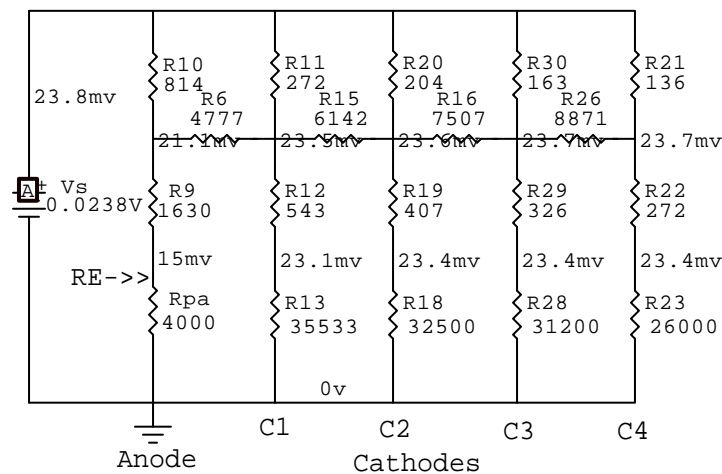 R10 R11 R20 R30 R21
814 272 204 163 136
23.8mv
R6 R15 R16 R26
4777 6142 7507 8871
21.1mv 23.5mv 23.6mv 23.7mv 23.7mv
A + Vs
0.0238V
R9 R12 R19 R29 R22
1630 543 407 326 272
15mv 23.1mv 23.4mv 23.4mv 23.4mv
RE->>
Rpa R13 R18 R28 R23
4000 35533 32500 31200 26000
0v
C1 C2 C3 C4
Anode Cathodes